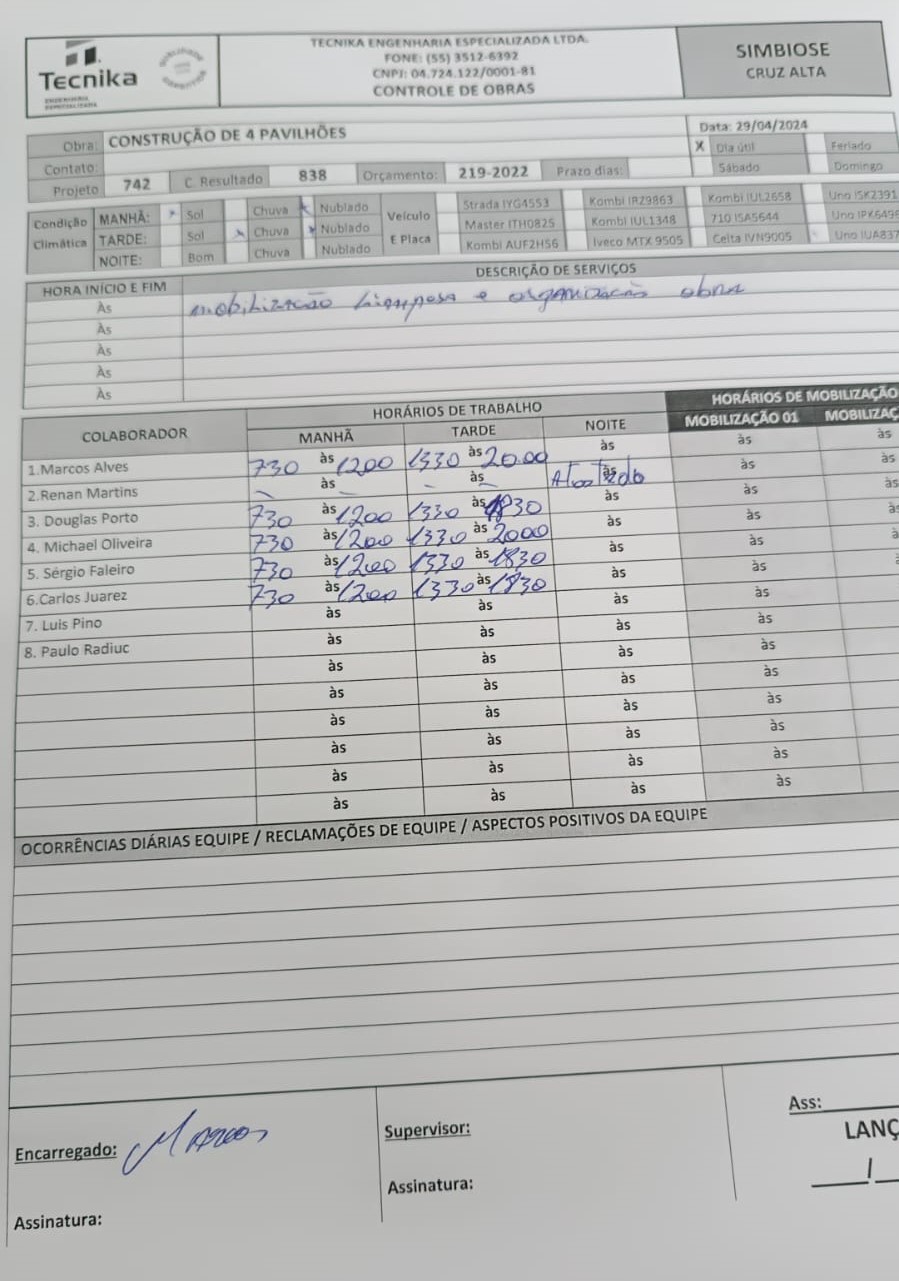 Tecnika
ENGENHARIA
ESPECIALIZADA
TECNIKA ENGENHARIA ESPECIALIZADA LTDA.
FONE: (55) 3512-6392
CNPJ: 04.724.122/0001-81
CONTROLE DE OBRAS
SIMBIOSE
CRUZ ALTA
Obra: CONSTRUÇÃO DE 4 PAVILHÕES
Data: 29/04/2024
Contato:
X Dia útil Feriado
Projeto 742 C. Resultado 838 Orçamento: 219-2022 Prazo dias:
Sábado Domingo
Condição Climática
MANHÃ: Sol Chuva Nublado
TARDE: Sol Chuva Nublado
NOITE: Bom Chuva Nublado
Veículo E Placa
Strada IYG4553 Kombi IRZ9863 Kombi IUL2658 Uno ISK2391
Master ITH0825 Kombi IUL1348 710 ISA5644 Uno IPK6496
Kombi AUF2H56 Iveco MTX 9505 Celta IVN9005 Uno IUA837
HORA INÍCIO E FIM DESCRIÇÃO DE SERVIÇOS
Às mobilização e organização obra
Às
Às
Às
Às
COLABORADOR HORÁRIOS DE TRABALHO HORÁRIOS DE MOBILIZAÇÃO
MANHÃ TARDE NOITE MOBILIZAÇÃO 01 MOBILIZAÇ
1.Marcos Alves 730 às 1200 1330 às 20.00 às às às
2.Renan Martins - às - - às - às às às
3. Douglas Porto 730 às 1200 1330 às 1830 às às às
4. Michael Oliveira 730 às 1200 1330 às 2000 às às às
5. Sérgio Faleiro 730 às 1200 1330 às 1830 às às às
6.Carlos Juarez 730 às 1200 1330 às 1830 às às às
7. Luis Pino às às às às
8. Paulo Radiuc às às às às
às às às às
às às às às
às às às às
às às às às
às às às às
às às às às
OCORRÊNCIAS DIÁRIAS EQUIPE / RECLAMAÇÕES DE EQUIPE / ASPECTOS POSITIVOS DA EQUIPE
Encarregado: Marcos
Supervisor:
Ass:
LANÇ
Assinatura:
Assinatura: